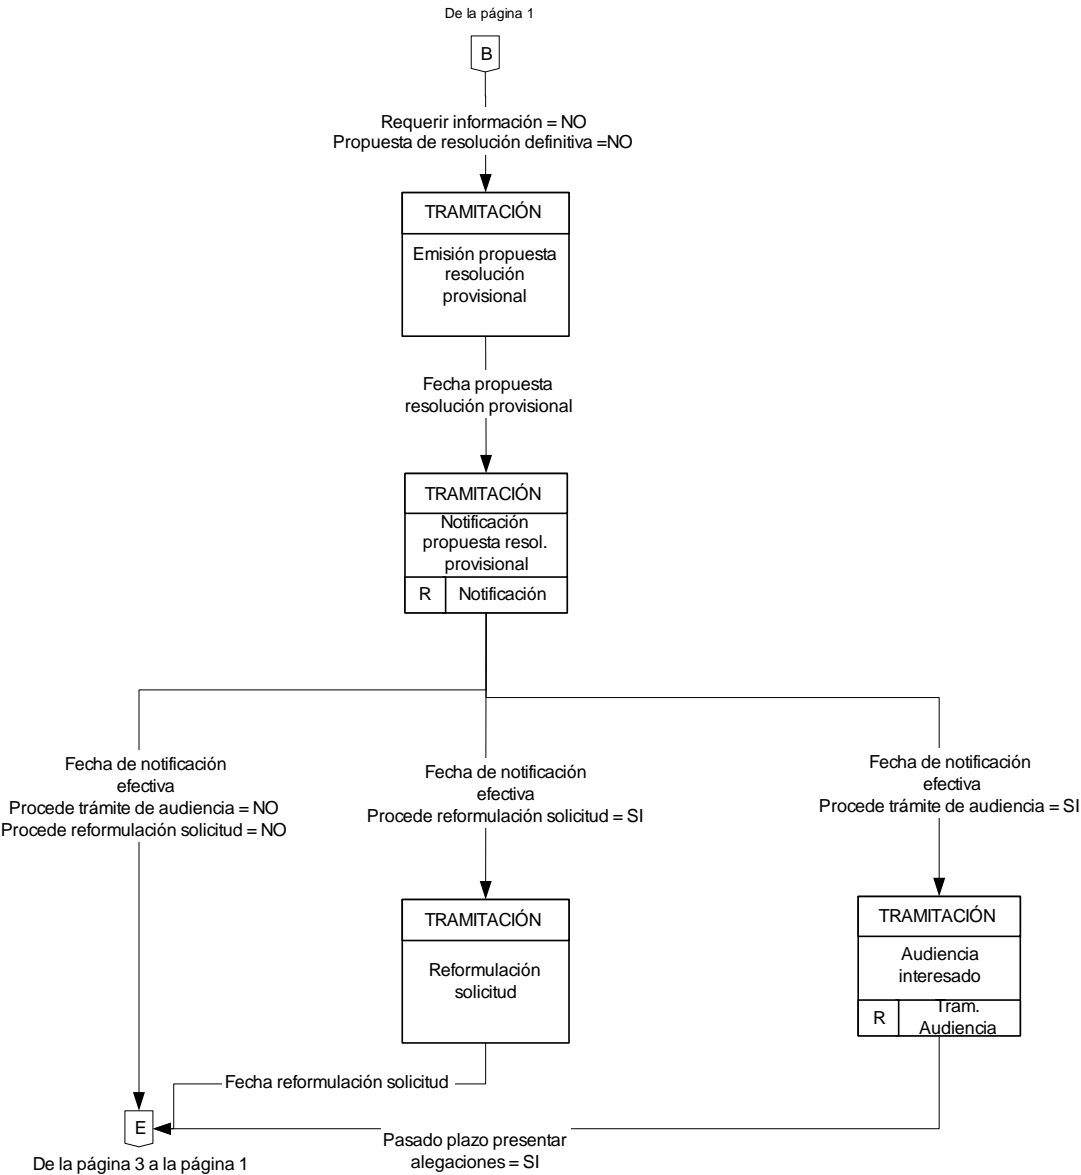 De la página 1
B
Requerir información = NO
Propuesta de resolución definitiva =NO
TRAMITACIÓN
Emisión propuesta
resolución
provisional
Fecha propuesta
resolución provisional
TRAMITACIÓN
Notificación
propuesta resol.
provisional
R
Notificación
Fecha de notificación
efectiva
Procede trámite de audiencia = NO
Procede reformulación solicitud = NO
Fecha de notificación
efectiva
Procede reformulación solicitud = SI
Fecha de notificación
efectiva
Procede trámite de audiencia = SI
TRAMITACIÓN
Reformulación
solicitud
TRAMITACIÓN
Audiencia
interesado
R
Tram.
Audiencia
Fecha reformulación solicitud
E
Pasado plazo presentar
alegaciones = SI
De la página 3 a la página 1